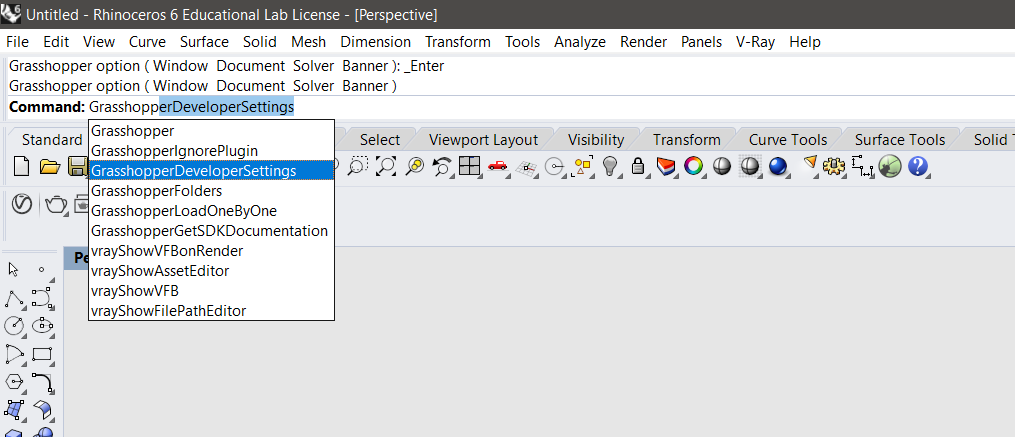 6 Untitled - Rhinoceros 6 Educational Lab License - [Perspective]
File Edit View Curve Surface Solid Mesh Dimension Transform Tools Analyze Render Panels V-Ray Help
Grasshopper option ( Window Document Solver Banner ): _Enter
Grasshopper option ( Window Document Solver Banner )
Command: GrasshopperDeveloperSettings
Standard Select Viewport Layout Visibility Transform Curve Tools Surface Tools Solid
Grasshopper
GrasshopperIgnorePlugin
GrasshopperDeveloperSettings
GrasshopperFolders
GrasshopperLoadOneByOne
GrasshopperGetSDKDocumentation
vrayShowVFBonRender
vrayShowAssetEditor
vrayShowVFB
vrayShowFilePathEditor